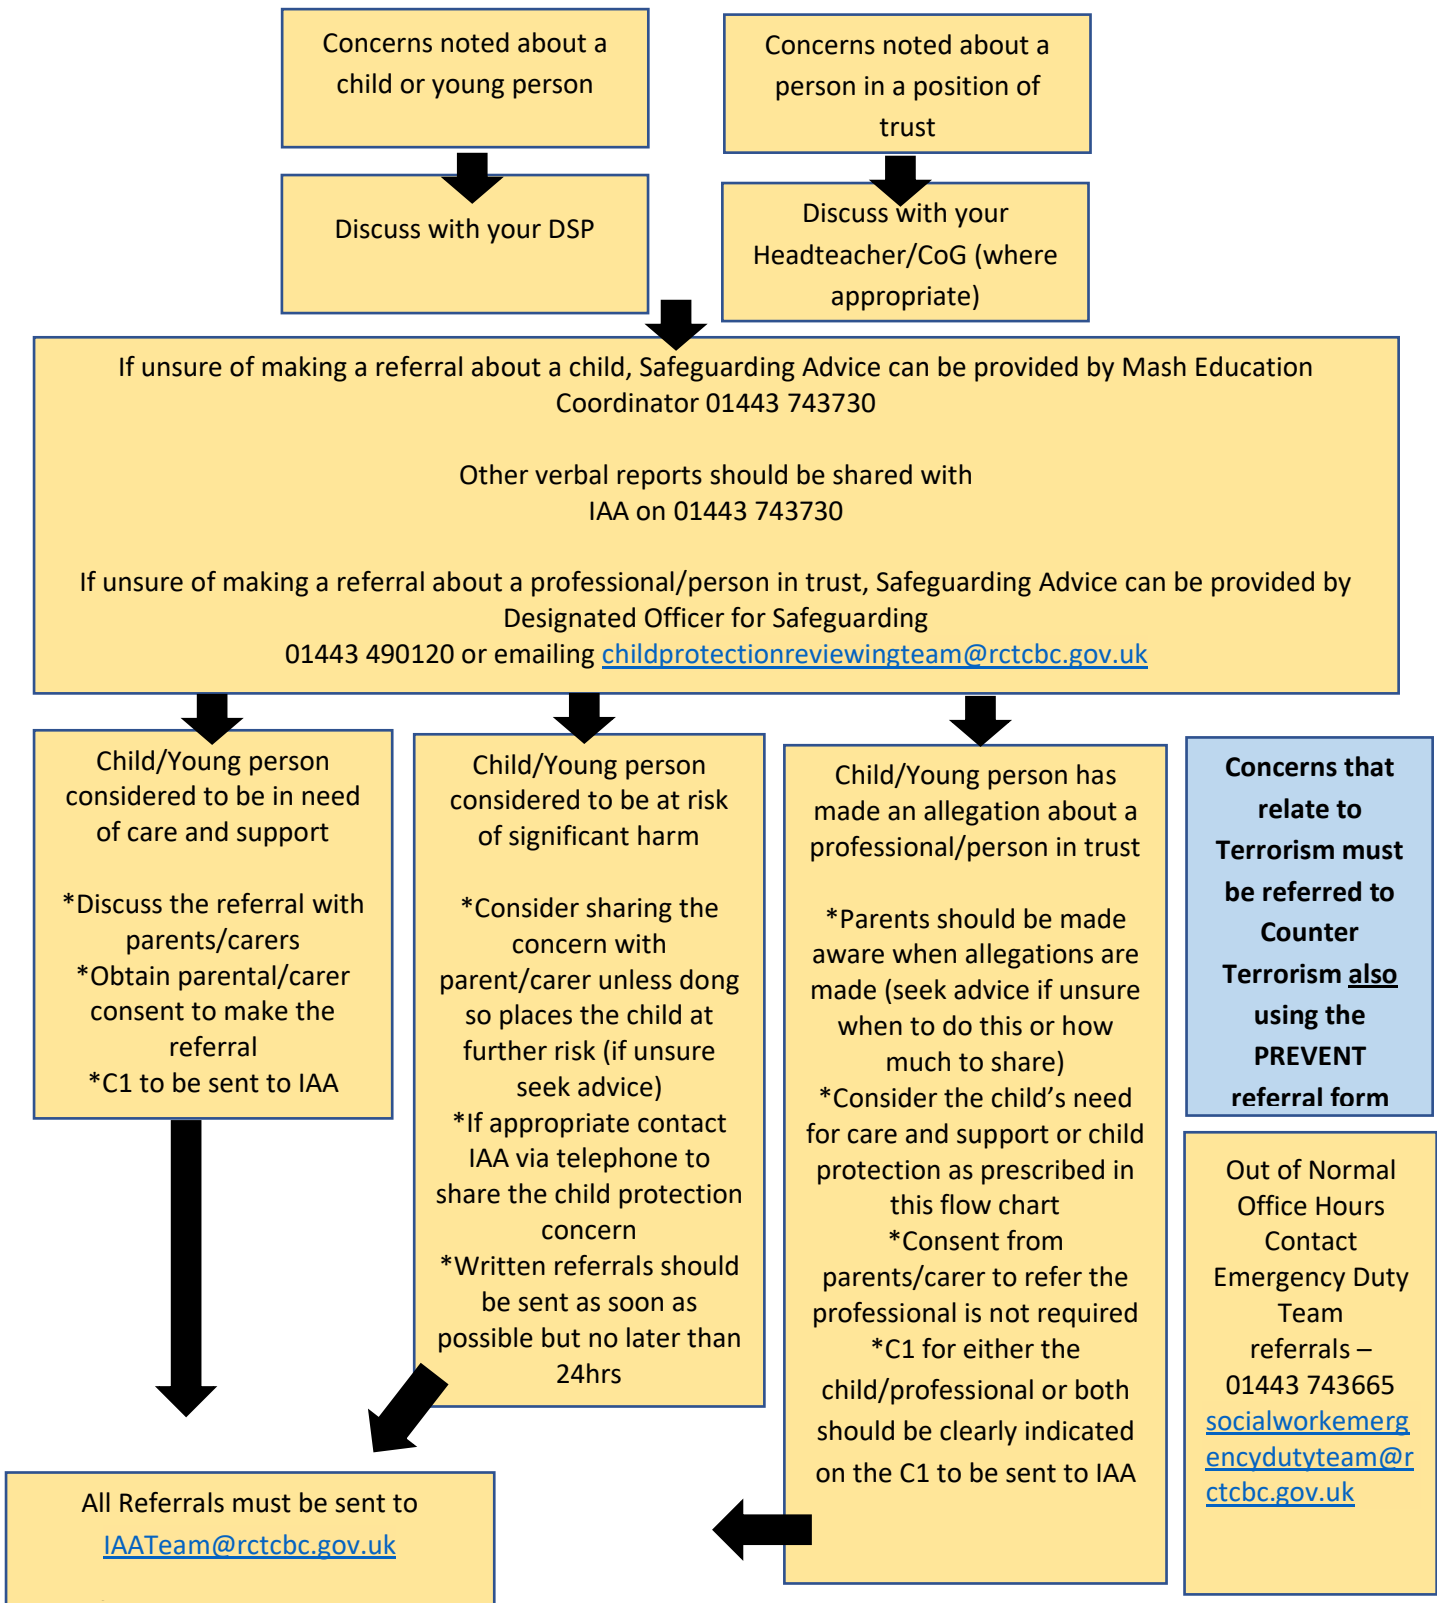 Concerns noted about a
child or young person
Concerns noted about a
person in a position of
trust
Discuss with your DSP
Discuss with your
Headteacher/CoG (where
appropriate)
If unsure of making a referral about a child, Safeguarding Advice can be provided by Mash Education
Coordinator 01443 743730
Other verbal reports should be shared with
IAA on 01443 743730
If unsure of making a referral about a professional/person in trust, Safeguarding Advice can be provided by
Designated Officer for Safeguarding
01443 490120 or emailing childprotectionreviewingteam@rctcbc.gov.uk
Child/Young person
considered to be in need
of care and support
*Discuss the referral with
parents/carers
*Obtain parental/carer
consent to make the
referral
*C1 to be sent to IAA
Child/Young person
considered to be at risk
of significant harm
*Consider sharing the
concern with
parent/carer unless dong
so places the child at
further risk (if unsure
seek advice)
*If appropriate contact
IAA via telephone to
share the child protection
concern
*Written referrals should
be sent as soon as
possible but no later than
24hrs
Child/Young person has
made an allegation about a
professional/person in trust
*Parents should be made
aware when allegations are
made (seek advice if unsure
when to do this or how
much to share)
*Consider the child’s need
for care and support or child
protection as prescribed in
this flow chart
*Consent from
parents/carer to refer the
professional is not required
*C1 for either the
child/professional or both
should be clearly indicated
on the C1 to be sent to IAA
Concerns that
relate to
Terrorism must
be referred to
Counter
Terrorism also
using the
PREVENT
referral form
Out of Normal
Office Hours
Contact
Emergency Duty
Team
referrals –
01443 743665
socialworkemerg
encydutyteam@r
ctcbc.gov.uk
All Referrals must be sent to
IAATeam@rctcbc.gov.uk